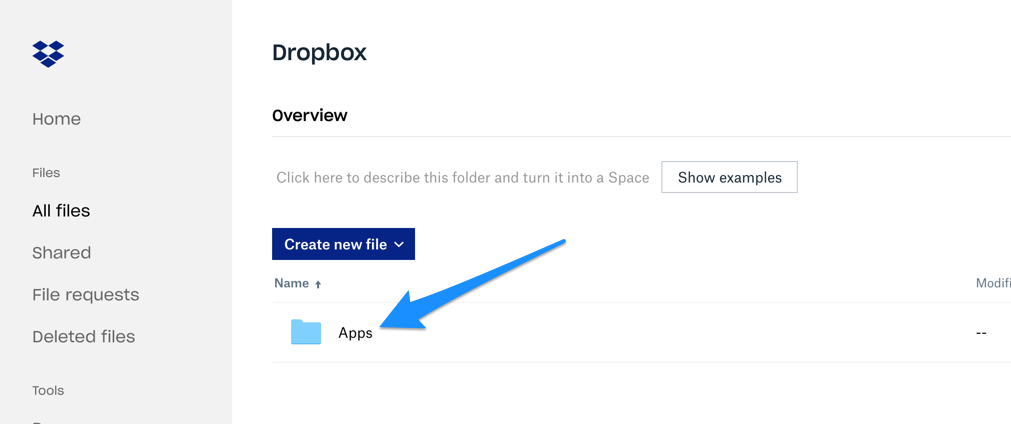 Home
Files
All files
Shared
File requests
Deleted files
Tools
Dropbox
Overview
Click here to describe this folder and turn it into a Space
Show examples
Create new file
Name
Modifi
Apps
--